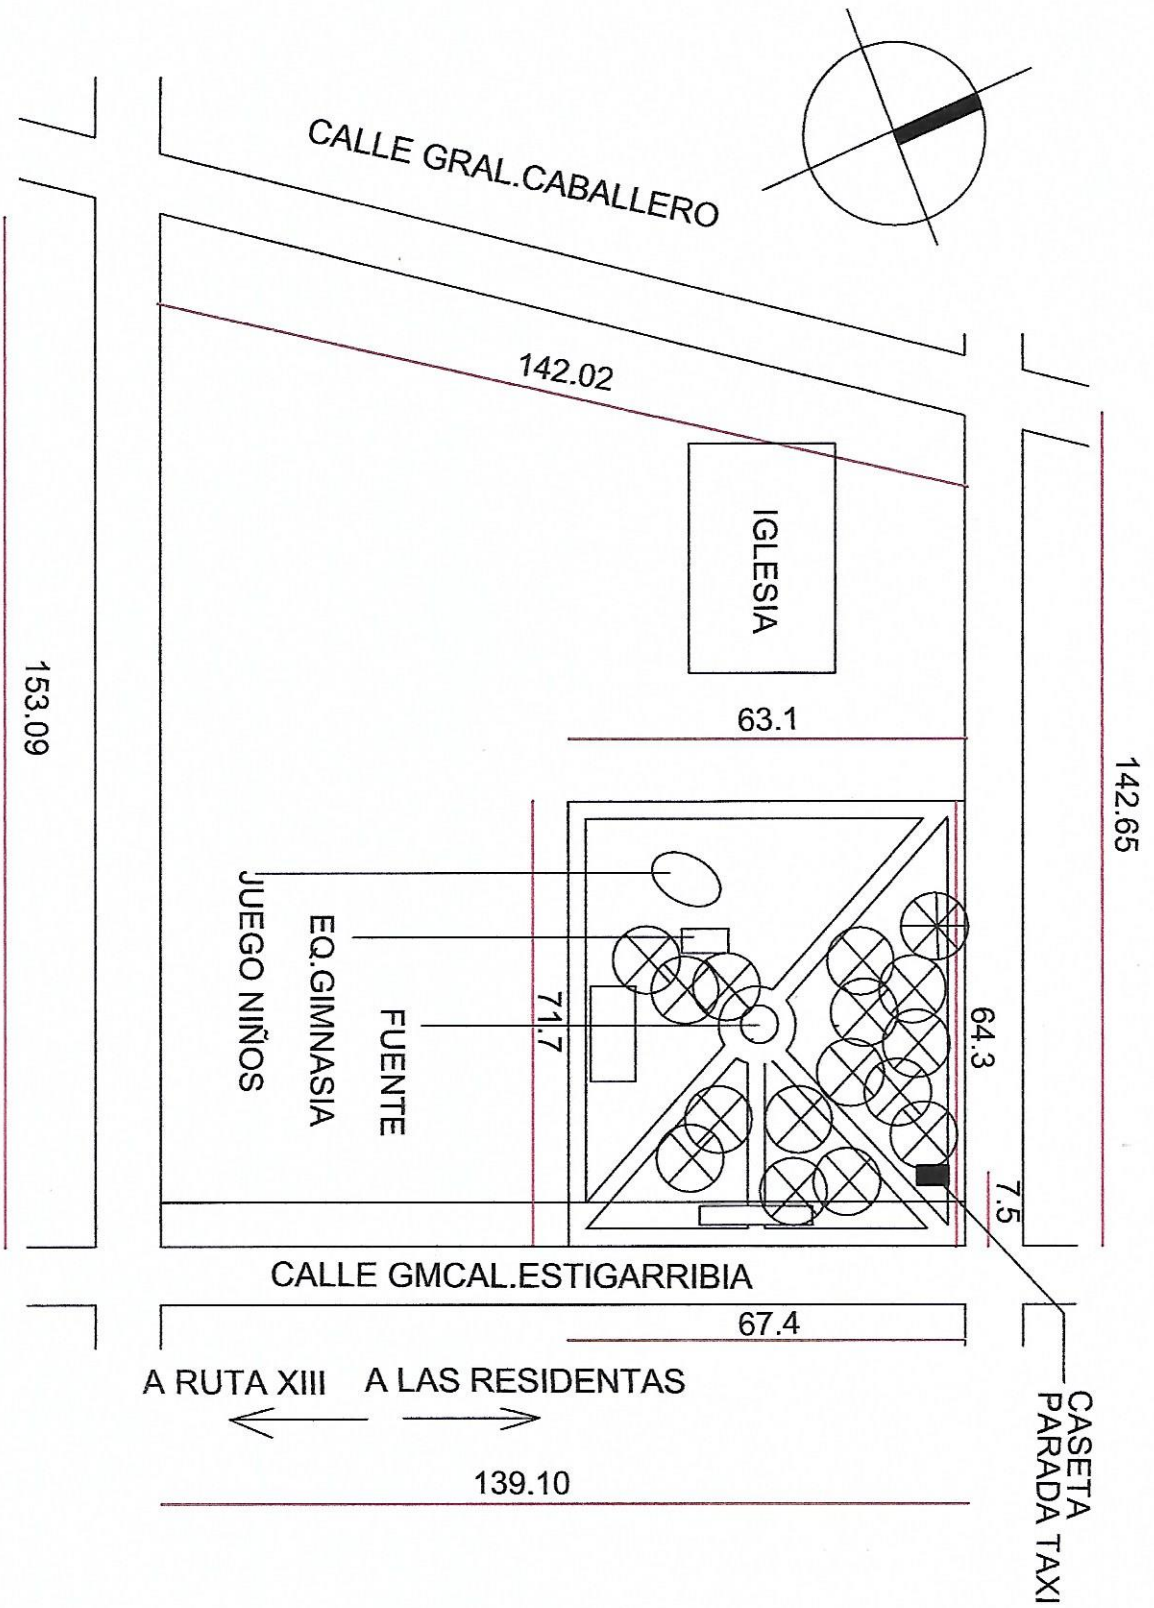 CALLE GRAL.CABALLERO
142.02
IGLESIA
63.1
153.09
142.65
JUEGO NIÑOS
EQ.GIMNASIA
FUENTE
71.7
64.3
7.5
CALLE GMCAL.ESTIGARRIBIA
67.4
A RUTA XIII
A LAS RESIDENTAS
139.10
CASETA
PARADA TAXI